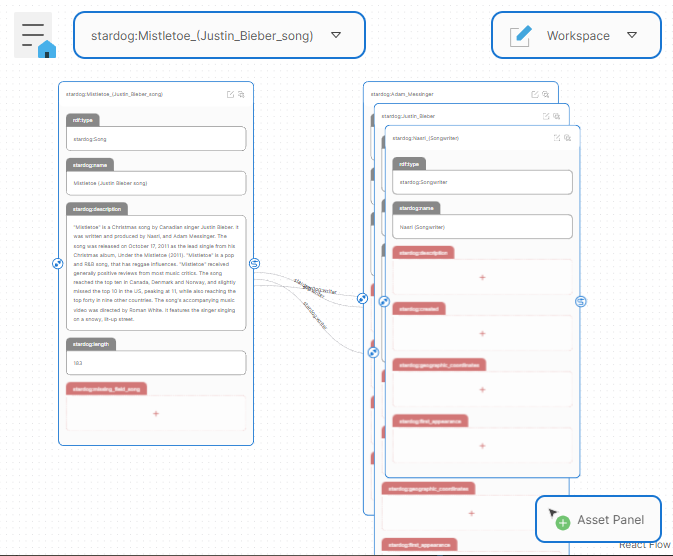 stardog:Mistletoe_(Justin_Bieber_song)
Workspace
stardog:Mistletoe_(Justin_Bieber_song)
rdf:type
stardog:Song
stardog:name
Mistletoe (Justin Bieber song)
stardog:description
"Mistletoe" is a Christmas song by Canadian singer Justin Bieber. It
was written and produced by Nasri, and Adam Messinger. The
song was released on October 17, 2011 as the lead single from his
Christmas album, Under the Mistletoe (2011). "Mistletoe" is a pop
and R&B song, that has reggae influences. "Mistletoe" received
generally positive reviews from most music critics. The song
reached the top ten in Canada, Denmark and Norway, and slightly
missed the top 10 in the US, peaking at 11, while also reaching the
top forty in nine other countries. The song's accompanying music
video was directed by Roman White. It features the singer singing
on a snowy, lit-up street.
stardog:length
183
stardog:missing_field_song
stardog:writer
stardog:Adam_Messinger
stardog:Justin_Bieber
stardog:Nasri_(Songwriter)
rdf:type
stardog:Songwriter
stardog:name
Nasri (Songwriter)
stardog:description
stardog:created
stardog:geographic_coordinates
stardog:first_appearance
stardog:geographic_coordinates
stardog:first_appearance
Asset Panel
React Flow